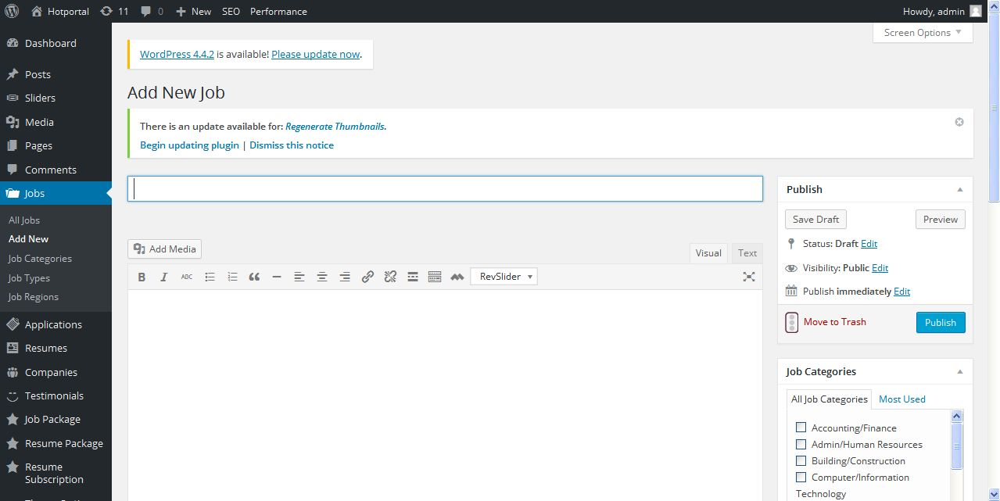 Hotportal 11 0 New SEO Performance Howdy, admin
Screen Options
Dashboard
Posts
Sliders
Media
Pages
Comments
Jobs
All Jobs
Add New
Job Categories
Job Types
Job Regions
Applications
Resumes
Companies
Testimonials
Job Package
Resume Package
Resume
Subscription
WordPress 4.4.2 is available! Please update now.
Add New Job
There is an update available for: Regenerate Thumbnails.
Begin updating plugin | Dismiss this notice
Add Media
Visual Text
B I ABC RevSlider
Publish
Save Draft Preview
Status: Draft Edit
Visibility: Public Edit
Publish immediately Edit
Move to Trash Publish
Job Categories
All Job Categories Most Used
Accounting/Finance
Admin/Human Resources
Building/Construction
Computer/Information
Technology